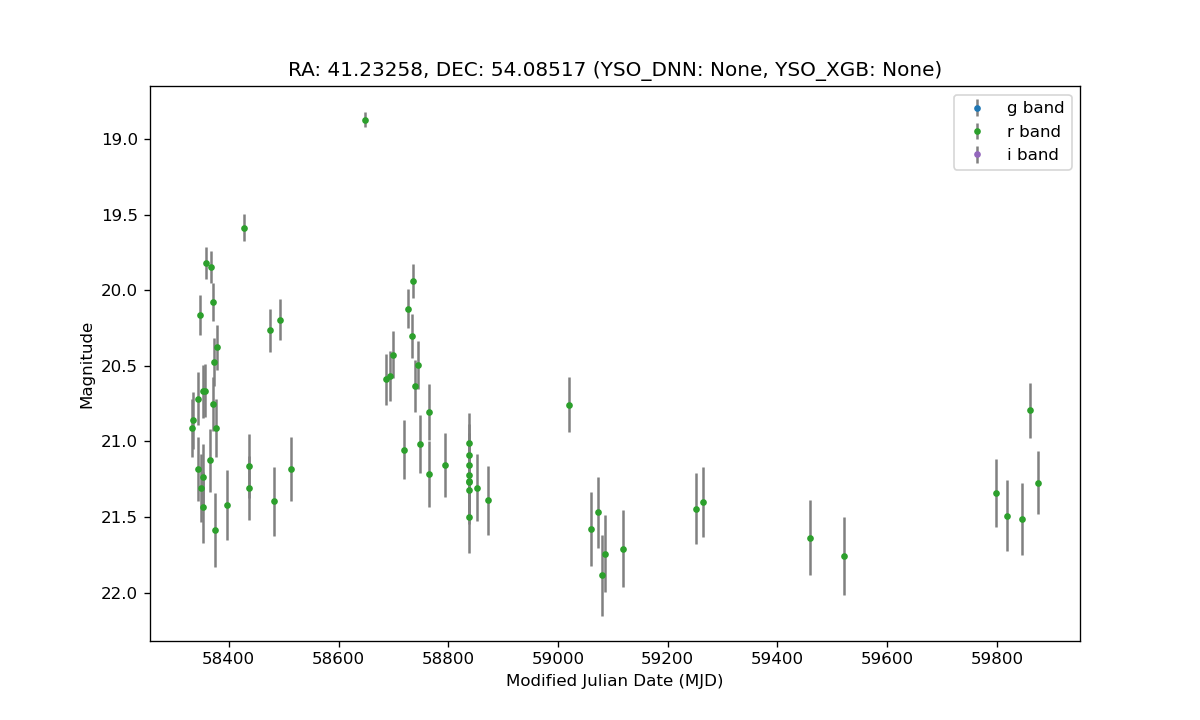 RA: 41.23258, DEC: 54.08517 (YSO_DNN: None, YSO_XGB: None)
g band
r band
i band
19.0
19.5
20.0
20.5
21.0
21.5
22.0
Magnitude
58400 58600 58800 59000 59200 59400 59600 59800
Modified Julian Date (MJD)